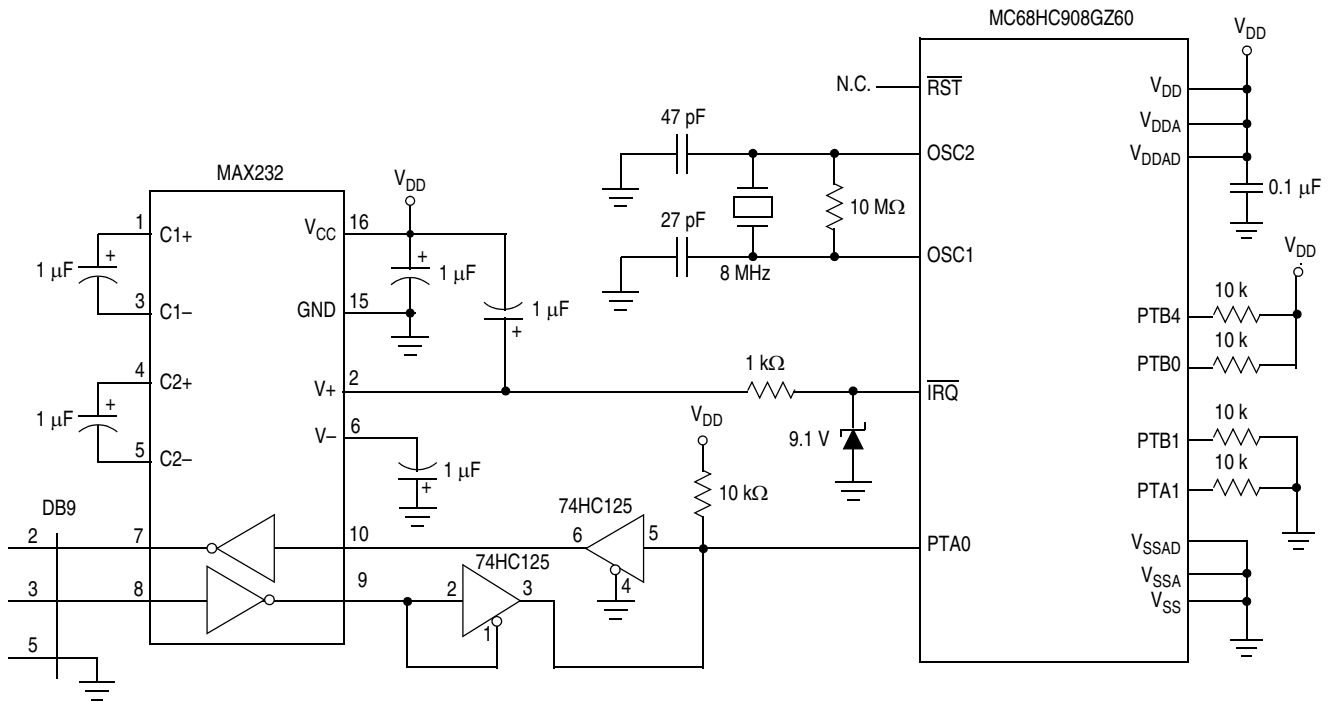 MC68HC908GZ60
VDD
N.C.
RST
VDD
47 pF
VDDA
OSC2
VDDAD
MAX232
0.1 µF
VDD
10 MΩ
27 pF
1
C1+
VCC
16
VDD
1 µF
+
+
1 µF
8 MHz
OSC1
3
C1–
GND
15
1 µF
+
10 k
PTB4
10 k
4
C2+
1 kΩ
PTB0
V+
2
IRQ
1 µF
+
VDD
10 k
V–
6
9.1 V
PTB1
5
C2–
1 µF
+
10 k
10 kΩ
PTA1
DB9
74HC125
2
7
10
6
5
PTA0
VSSAD
74HC125
4
3
8
9
2
3
VSSA
1
VSS
5